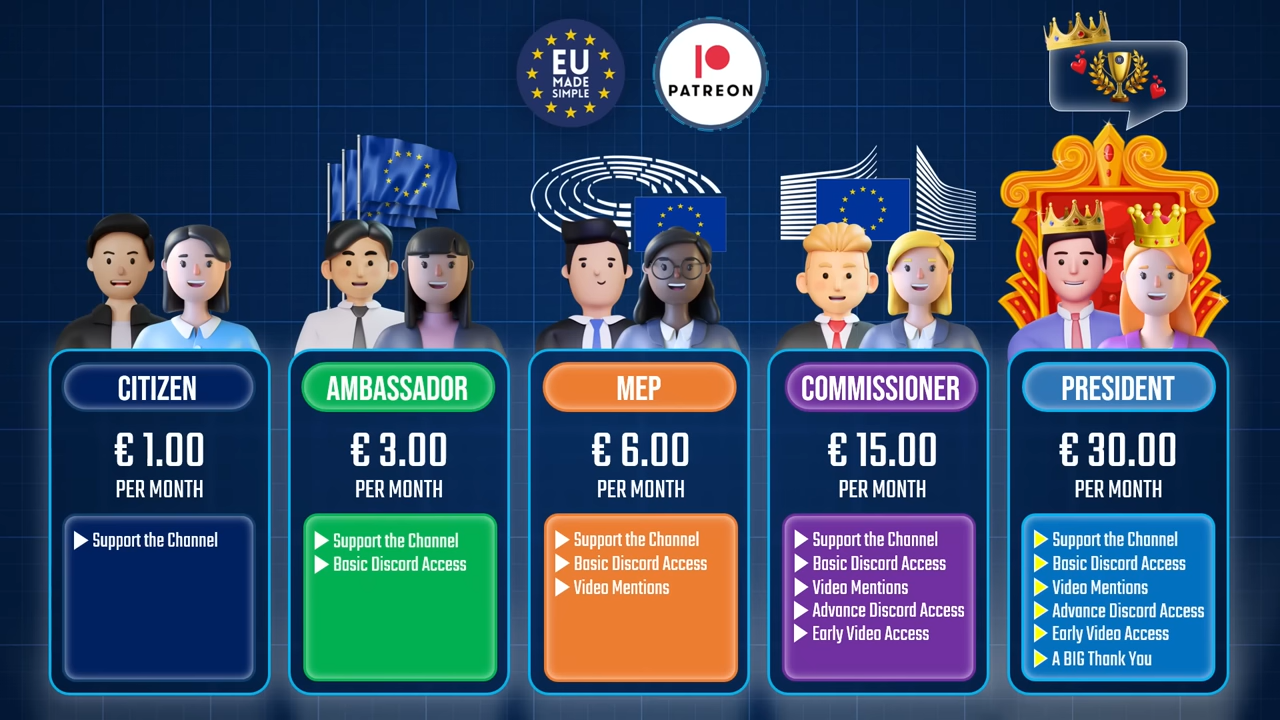 EU
MADE
SIMPLE
PATREON
CITIZEN
€ 1.00
PER MONTH
Support the Channel
AMBASSADOR
€ 3.00
PER MONTH
Support the Channel
Basic Discord Access
MEP
€ 6.00
PER MONTH
Support the Channel
Basic Discord Access
Video Mentions
COMMISSIONER
€ 15.00
PER MONTH
Support the Channel
Basic Discord Access
Video Mentions
Advance Discord Access
Early Video Access
PRESIDENT
€ 30.00
PER MONTH
Support the Channel
Basic Discord Access
Video Mentions
Advance Discord Access
Early Video Access
A BIG Thank You